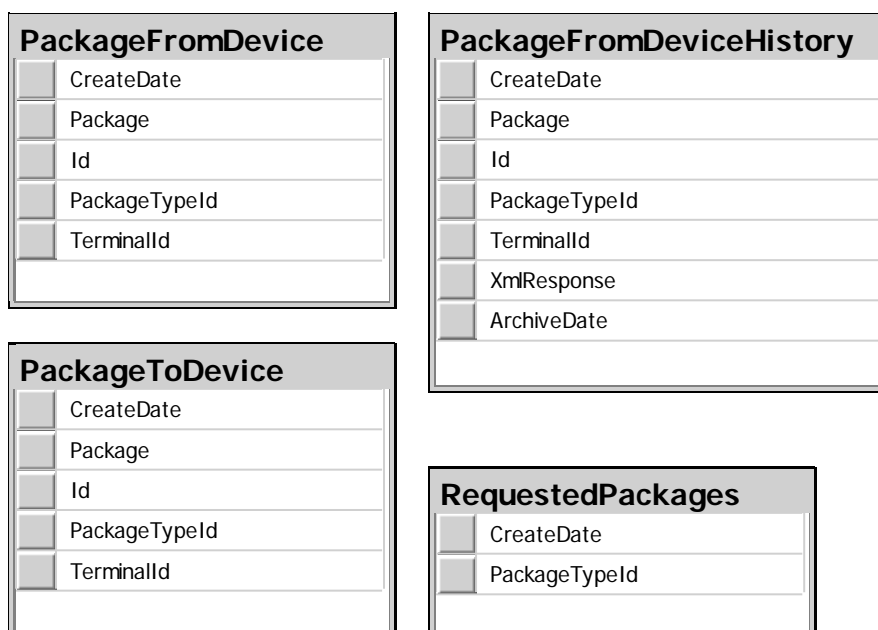 PackageFromDevice
CreateDate
Package
Id
PackageTypeId
TerminalId
PackageFromDeviceHistory
CreateDate
Package
Id
PackageTypeId
TerminalId
XmlResponse
ArchiveDate
PackageToDevice
CreateDate
Package
Id
PackageTypeId
TerminalId
RequestedPackages
CreateDate
PackageTypeId